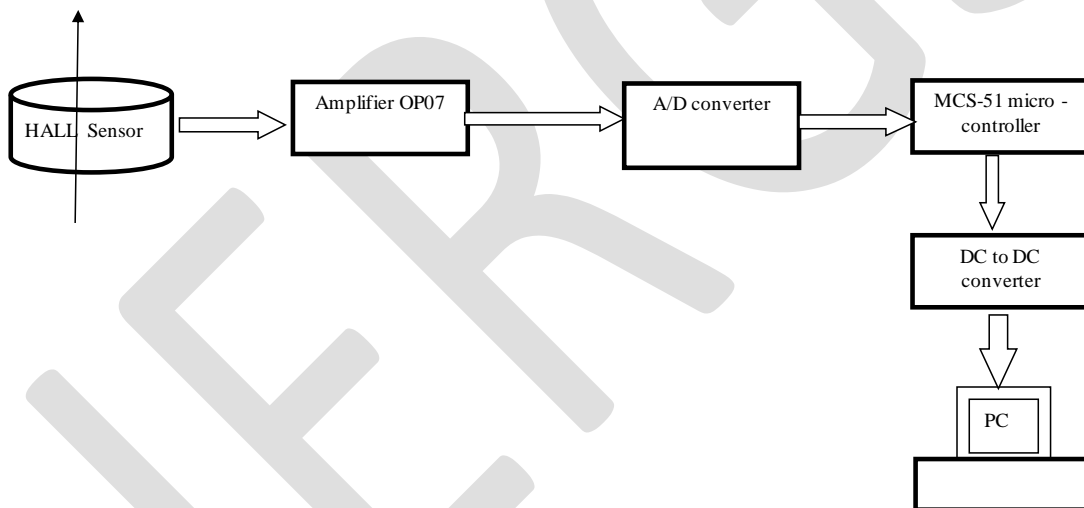 HALL Sensor
Amplifier OP07
A/D converter
MCS-51 micro -
controller
DC to DC
converter
PC